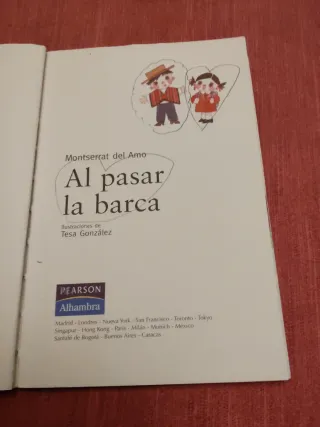 Montserrat del Amo
Al pasar
la barca
Ilustraciones de
Tesa González
PEARSON
Alhambra
Madrid - Londres - Nueva York - San Francisco - Toronto - Tokyo
Singapur - Hong Kong - París - Milán - Munich - México
Santafé de Bogotá - Buenos Aires - Caracas